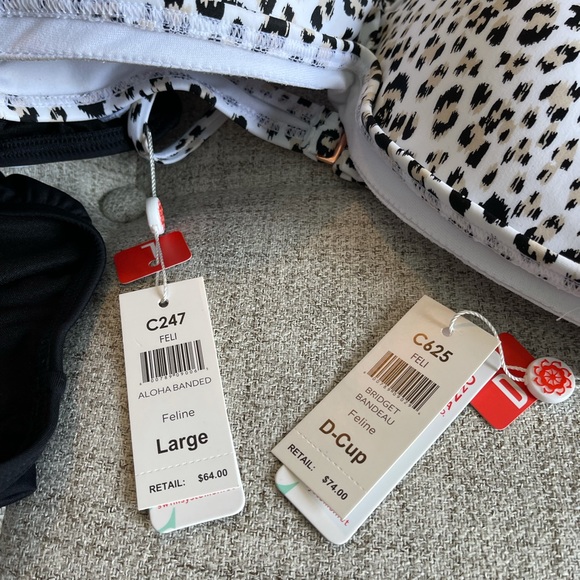 L
C247
FELI
ALOHA BANDED
Feline
Large
RETAIL: $64.00
C625
FELI
BRIDGET
BANDEAU
Feline
D-Cup
RETAIL: $74.00
D